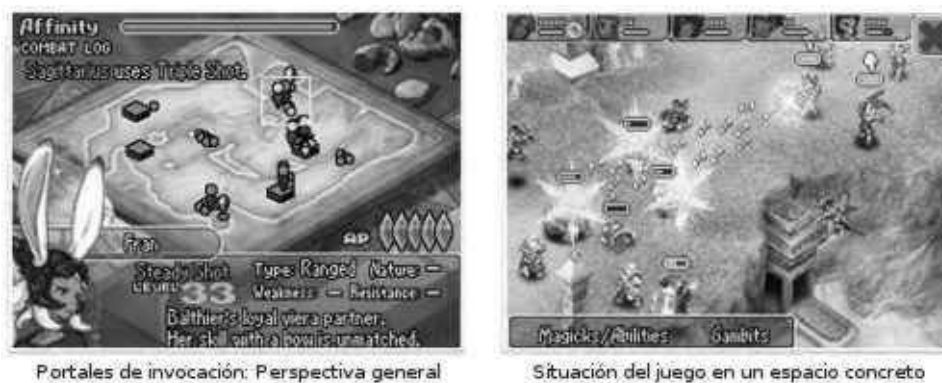 Affinity
COMBAT LOG
Sagittarius uses Triple Shot.
Fran
AP
Steady Shot
LEVEL 33
Type: Ranged Nature: —
Weakness: — Resistance: —
Balthier's loyal viera partner.
Her skill with a bow is unmatched.
Magicks/Abilities
Gambits
Portales de invocación: Perspectiva general
Situación del juego en un espacio concreto